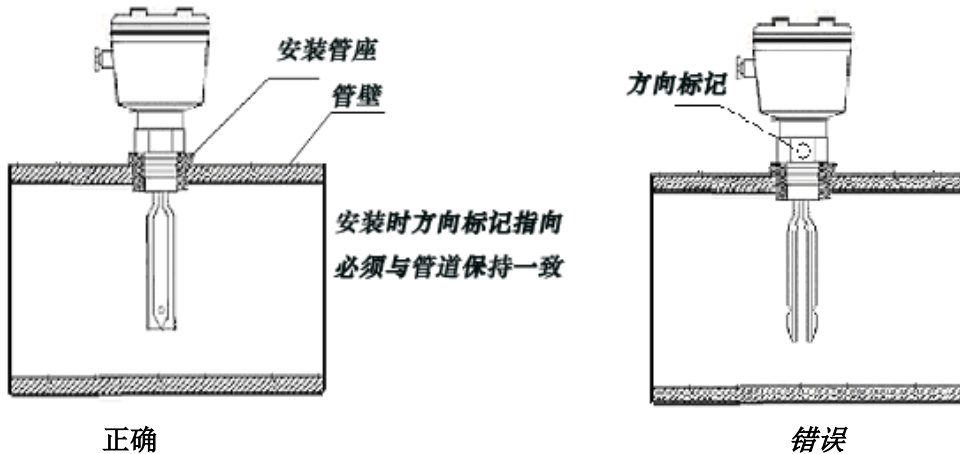 安装管座
管壁
方向标记
安装时方向标记指向
必须与管道保持一致
正确
错误